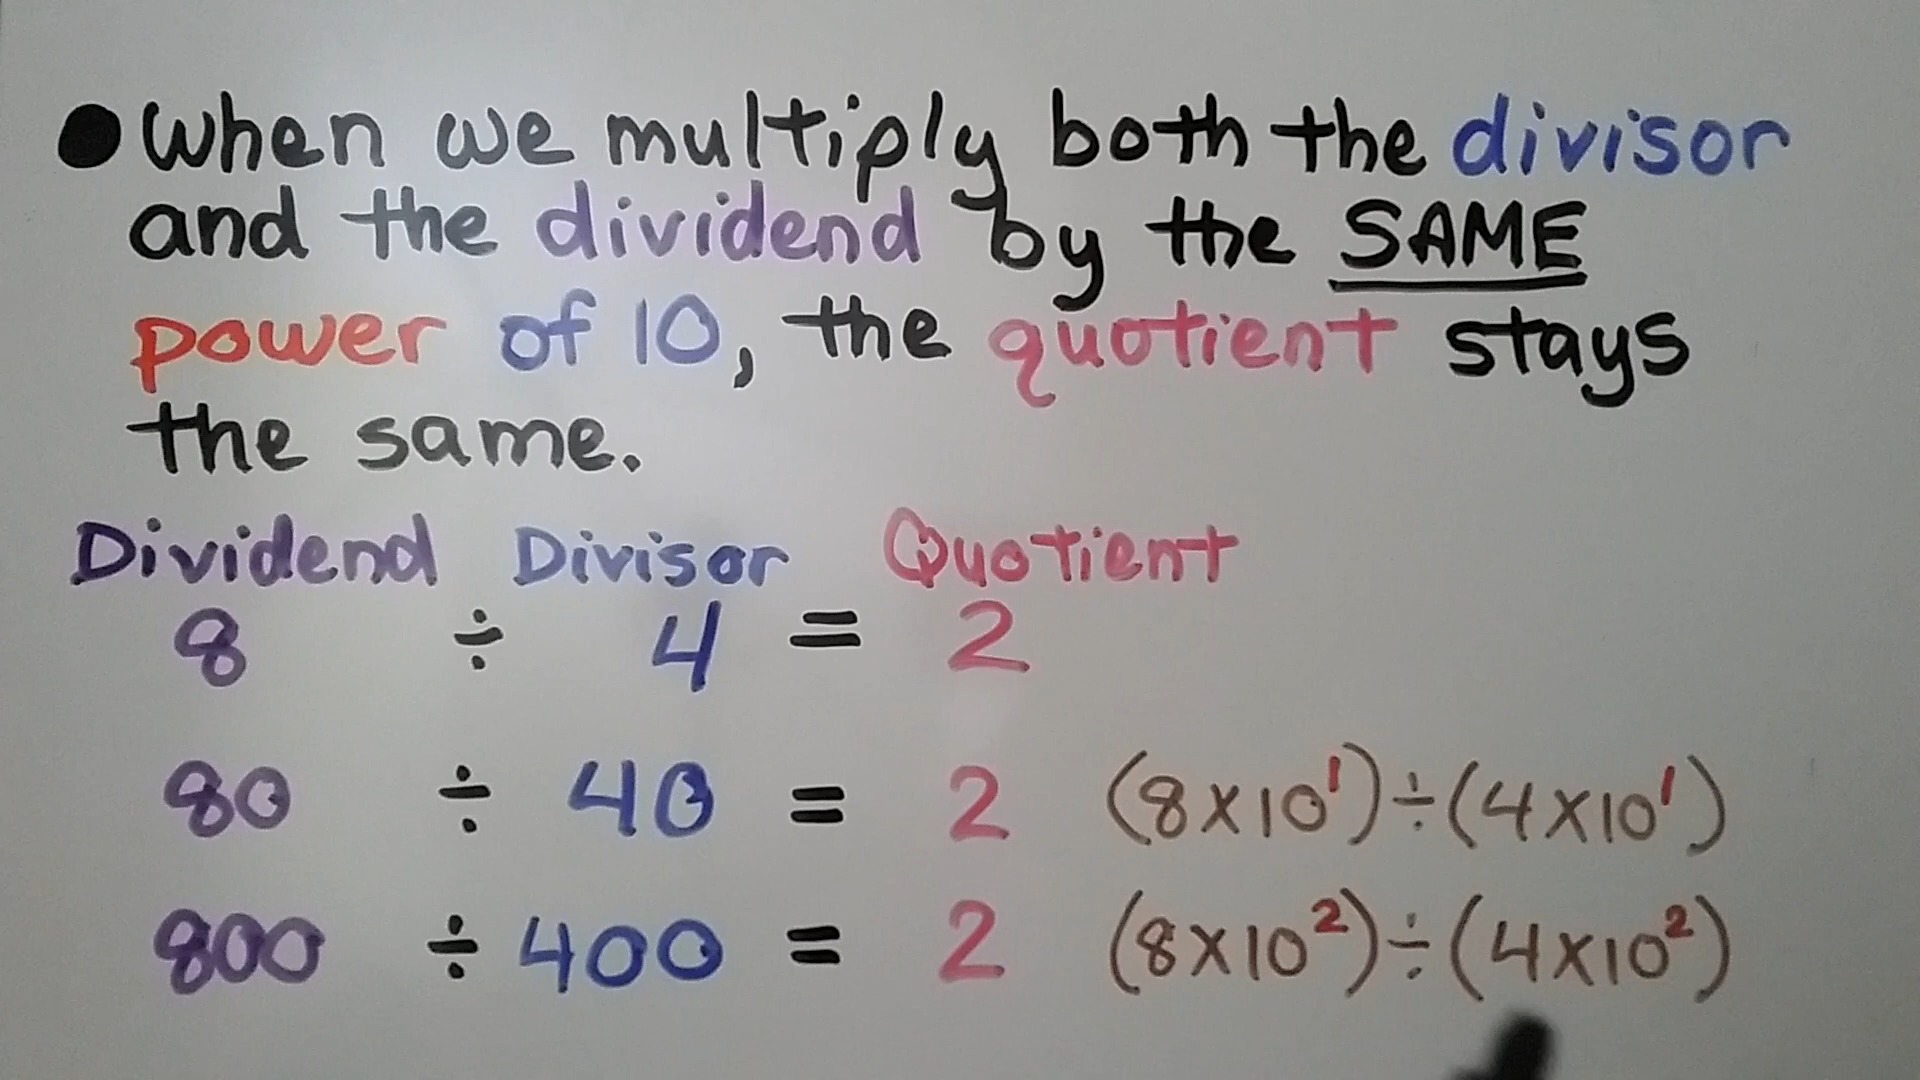 ● When we multiply both the divisor
and the dividend by the SAME
power of 10, the quotient stays
the same.
Dividend Divisor Quotient
8 ÷ 4 = 2
80 ÷ 40 = 2 (8x10¹)÷(4x10¹)
800 ÷ 400 = 2 (8x10²)÷(4x10²)